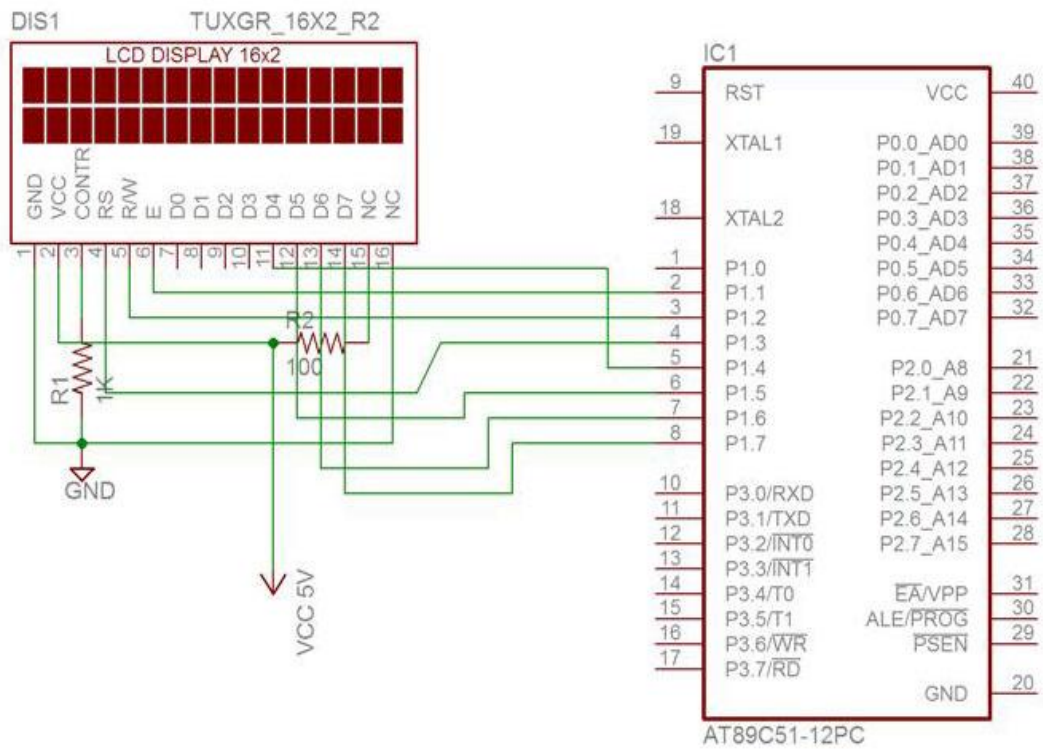 DIS1
TUXGR_16X2_R2
LCD DISPLAY 16x2
GND
VCC
CONTR
RS
R/W
E
D0
D1
D2
D3
D4
D5
D6
D7
NC
NC
1
2
3
4
5
6
7
8
9
10
11
12
13
14
15
16
R1
1K
R2
100
GND
VCC 5V
IC1
9 RST
19 XTAL1
18 XTAL2
1 P1.0
2 P1.1
3 P1.2
4 P1.3
5 P1.4
6 P1.5
7 P1.6
8 P1.7
10 P3.0/RXD
11 P3.1/TXD
12 P3.2/INT0
13 P3.3/INT1
14 P3.4/T0
15 P3.5/T1
16 P3.6/WR
17 P3.7/RD
VCC 40
P0.0_AD0 39
P0.1_AD1 38
P0.2_AD2 37
P0.3_AD3 36
P0.4_AD4 35
P0.5_AD5 34
P0.6_AD6 33
P0.7_AD7 32
P2.0_A8 21
P2.1_A9 22
P2.2_A10 23
P2.3_A11 24
P2.4_A12 25
P2.5_A13 26
P2.6_A14 27
P2.7_A15 28
EA/VPP 31
ALE/PROG 30
PSEN 29
GND 20
AT89C51-12PC